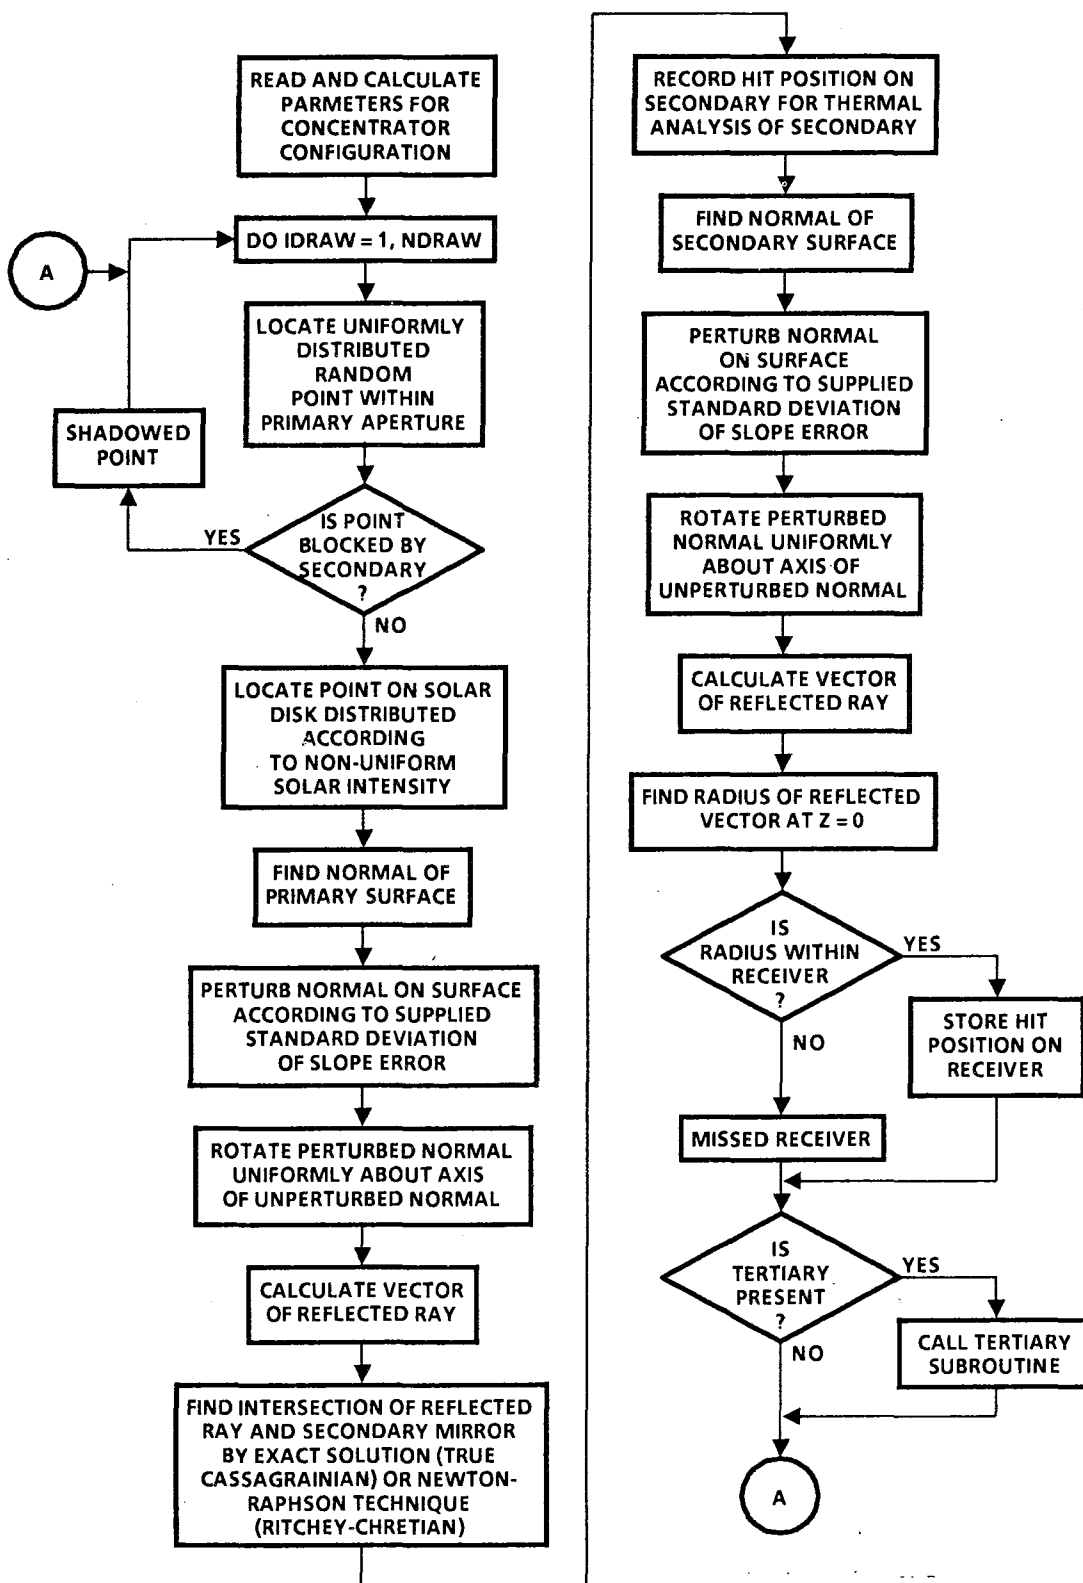 READ AND CALCULATE
PARMETERS FOR
CONCENTRATOR
CONFIGURATION
DO IDRAW = 1, NDRAW
A
LOCATE UNIFORMLY
DISTRIBUTED
RANDOM
POINT WITHIN
PRIMARY APERTURE
SHADOWED
POINT
YES
IS POINT
BLOCKED BY
SECONDARY
?
NO
LOCATE POINT ON SOLAR
DISK DISTRIBUTED
ACCORDING
TO NON-UNIFORM
SOLAR INTENSITY
FIND NORMAL OF
PRIMARY SURFACE
PERTURB NORMAL ON SURFACE
ACCORDING TO SUPPLIED
STANDARD DEVIATION
OF SLOPE ERROR
ROTATE PERTURBED NORMAL
UNIFORMLY ABOUT AXIS
OF UNPERTURBED NORMAL
CALCULATE VECTOR
OF REFLECTED RAY
FIND INTERSECTION OF REFLECTED
RAY AND SECONDARY MIRROR
BY EXACT SOLUTION (TRUE
CASSAGRAINIAN) OR NEWTON-
RAPHSON TECHNIQUE
(RITCHEY-CHRETIAN)
RECORD HIT POSITION ON
SECONDARY FOR THERMAL
ANALYSIS OF SECONDARY
FIND NORMAL OF
SECONDARY SURFACE
PERTURB NORMAL
ON SURFACE
ACCORDING TO SUPPLIED
STANDARD DEVIATION
OF SLOPE ERROR
ROTATE PERTURBED
NORMAL UNIFORMLY
ABOUT AXIS OF
UNPERTURBED NORMAL
CALCULATE VECTOR
OF REFLECTED RAY
FIND RADIUS OF REFLECTED
VECTOR AT Z = 0
IS
RADIUS WITHIN
RECEIVER
?
YES
NO
STORE HIT
POSITION ON
RECEIVER
MISSED RECEIVER
IS
TERTIARY
PRESENT
?
YES
NO
CALL TERTIARY
SUBROUTINE
A